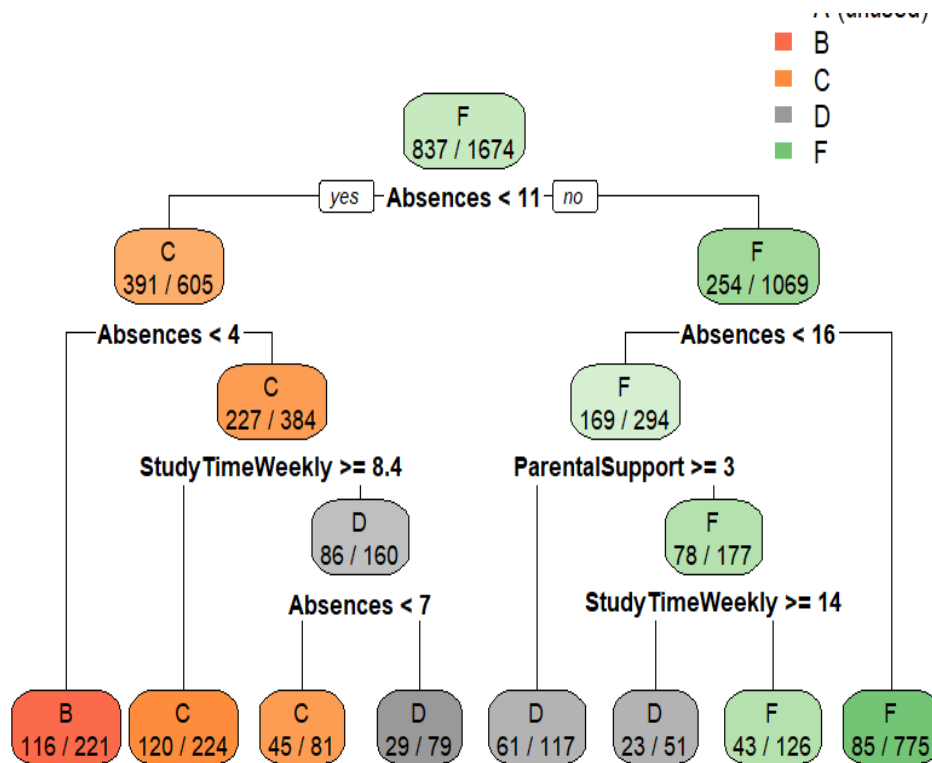 A (unused)
B
C
D
F
F
837 / 1674
yes Absences < 11 no
C
391 / 605
F
254 / 1069
Absences < 4
Absences < 16
C
227 / 384
F
169 / 294
StudyTimeWeekly >= 8.4
ParentalSupport >= 3
D
86 / 160
F
78 / 177
Absences < 7
StudyTimeWeekly >= 14
B
116 / 221
C
120 / 224
C
45 / 81
D
29 / 79
D
61 / 117
D
23 / 51
F
43 / 126
F
85 / 775